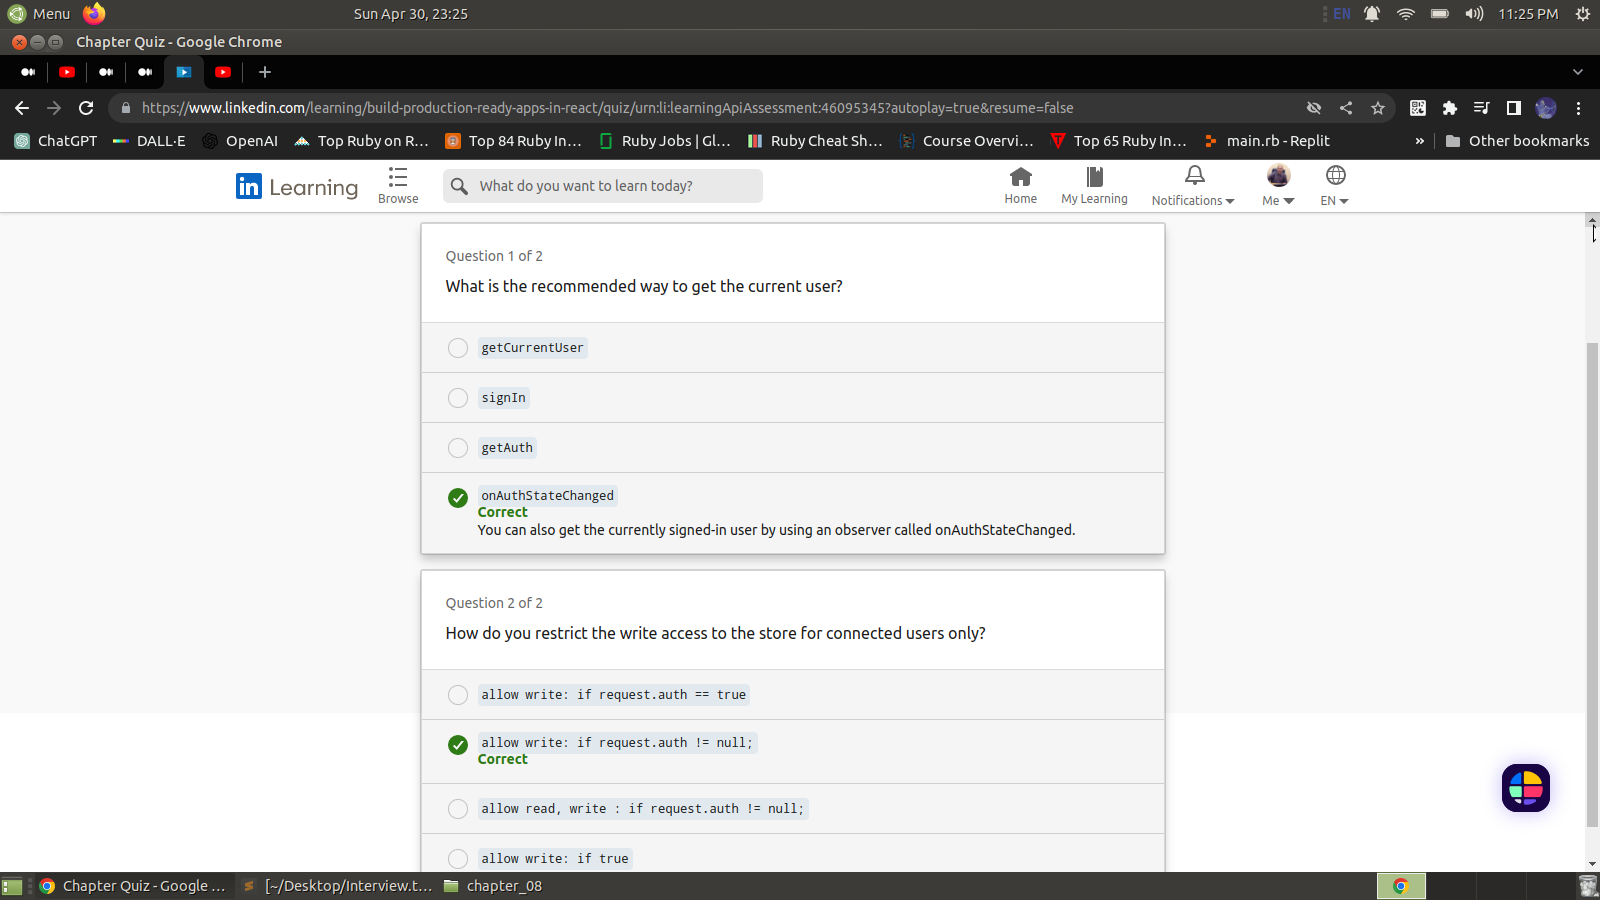 Menu
Sun Apr 30, 23:25
EN
11:25 PM
Chapter Quiz - Google Chrome
https://www.linkedin.com/learning/build-production-ready-apps-in-react/quiz/urn:li:learningApiAssessment:46095345?autoplay=true&resume=false
ChatGPT
DALL·E
OpenAI
Top Ruby on R...
Top 84 Ruby In...
Ruby Jobs | Gl...
Ruby Cheat Sh...
Course Overvi...
Top 65 Ruby In...
main.rb - Replit
»
Other bookmarks
in Learning
Browse
What do you want to learn today?
Home
My Learning
Notifications
Me
EN
Question 1 of 2
What is the recommended way to get the current user?
getCurrentUser
signIn
getAuth
onAuthStateChanged
Correct
You can also get the currently signed-in user by using an observer called onAuthStateChanged.
Question 2 of 2
How do you restrict the write access to the store for connected users only?
allow write: if request.auth == true
allow write: if request.auth != null;
Correct
allow read, write : if request.auth != null;
allow write: if true
Chapter Quiz - Google ...
[~/Desktop/Interview.t...
chapter_08